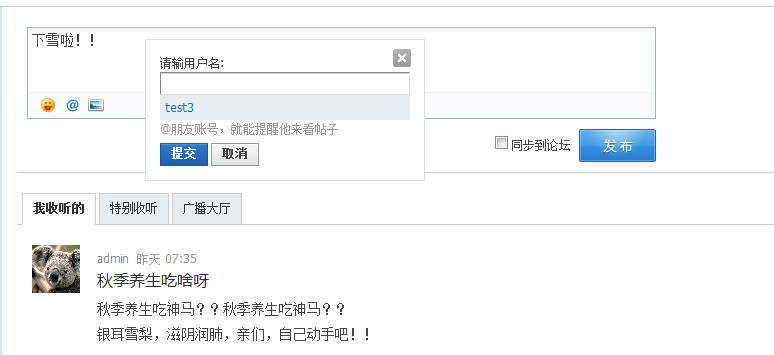 下雪啦！！
请输用户名:
test3
@朋友账号，就能提醒他来看帖子
提交 取消
@
同步到论坛 发布
我收听的 特别收听 广播大厅
admin 昨天 07:35
秋季养生吃啥呀
秋季养生吃神马？？秋季养生吃神马？？
银耳雪梨，滋阴润肺，亲们，自己动手吧！！